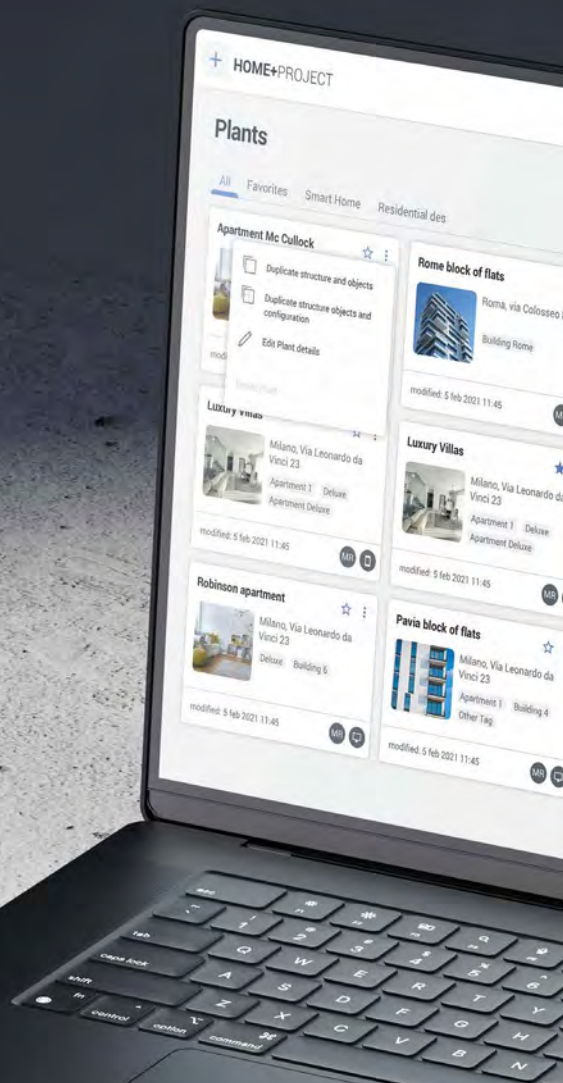 HOME+PROJECT
Plants
All Favorites Smart Home Residential des
Apartment Mc Cullock
Duplicate structure and objects
Duplicate structure objects and
configuration
Edit Plant details
Luxury Villas
Milano, Via Leonardo da
Vinci 23
Apartment 1 Deluxe
Apartment Deluxe
modified: 5 feb 2021 11:45
MR
Robinson apartment
Milano, Via Leonardo da
Vinci 23
Deluxe Building 6
modified: 5 feb 2021 11:45
MR
Rome block of flats
Roma, via Colosseo
Building Rome
modified: 5 feb 2021 11:45
Luxury Villas
Milano, Via Leonardo da
Vinci 23
Apartment 1 Deluxe
Apartment Deluxe
modified: 5 feb 2021 11:45
MR
Pavia block of flats
Milano, Via Leonardo da
Vinci 23
Apartment 1 Building 4
Other Tag
modified: 5 feb 2021 11:45
MR
esc
1 2 3 4 5 6
tab Q W E R T Y
caps lock A S D F G H
shift Z X C V B N
fn control option command